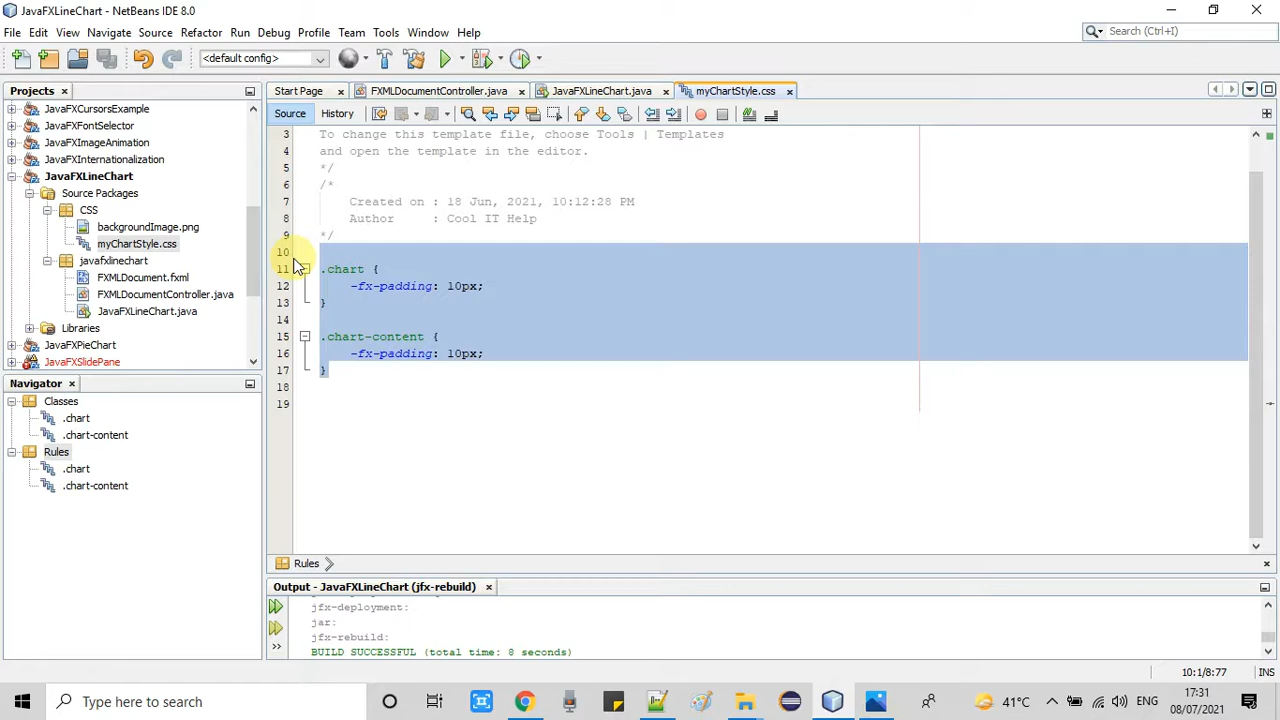 JavaFXLineChart - NetBeans IDE 8.0
File Edit View Navigate Source Refactor Run Debug Profile Team Tools Window Help
Search (Ctrl+I)
<default config>
Projects
Start Page
FXMLDocumentController.java
JavaFXLineChart.java
myChartStyle.css
Source
History
JavaFXCursorsExample
JavaFXFontSelector
JavaFXImageAnimation
JavaFXInternationalization
JavaFXLineChart
Source Packages
CSS
backgroundImage.png
myChartStyle.css
javafxlinechart
FXMLDocument.fxml
FXMLDocumentController.java
JavaFXLineChart.java
Libraries
JavaFXPieChart
JavaFXSlidePane
3 To change this template file, choose Tools | Templates
4 and open the template in the editor.
5 */
6 /*
7 Created on : 18 Jun, 2021, 10:12:28 PM
8 Author : Cool IT Help
9 */
10
11 .chart {
12 -fx-padding: 10px;
13 }
14
15 .chart-content {
16 -fx-padding: 10px;
17 }
18
19
Navigator
Classes
.chart
.chart-content
Rules
.chart
.chart-content
Rules
Output - JavaFXLineChart (jfx-rebuild)
jfx-deployment:
jar:
jfx-rebuild:
BUILD SUCCESSFUL (total time: 8 seconds)
10:1/8:77 INS
Type here to search
41°C
ENG
17:31
08/07/2021